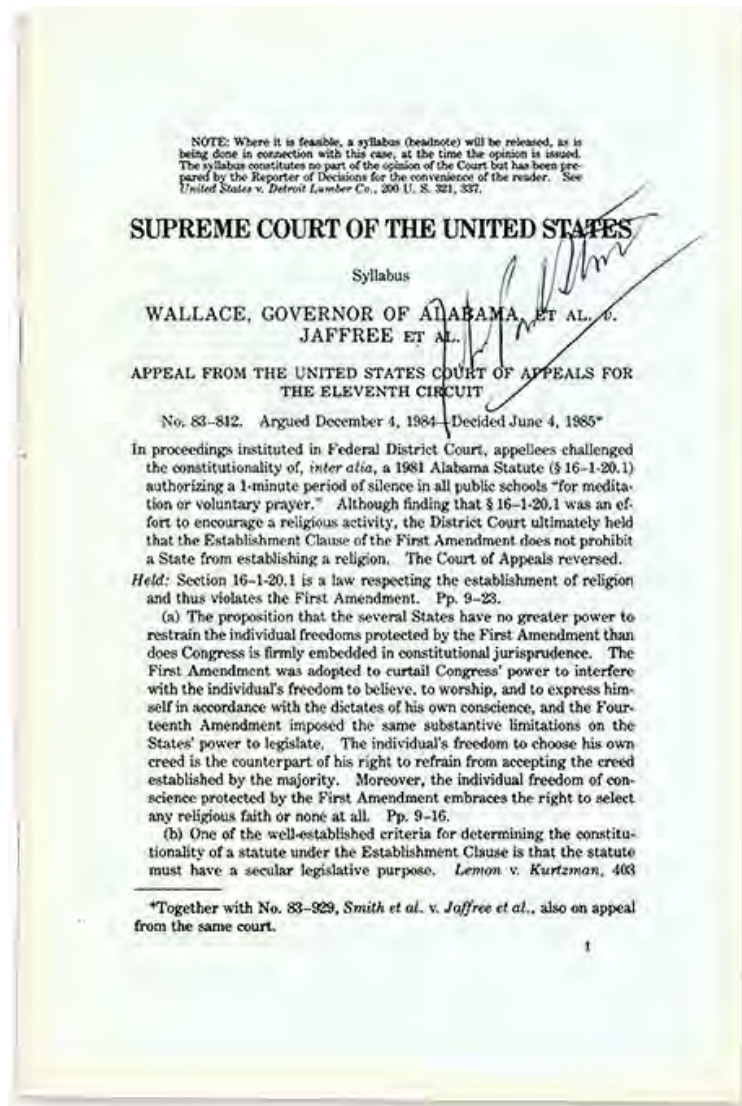 NOTE: Where it is feasible, a syllabus (headnote) will be released, as is
being done in connection with this case, at the time the opinion is issued.
The syllabus constitutes no part of the opinion of the Court but has been pre-
pared by the Reporter of Decisions for the convenience of the reader. See
United States v. Detroit Lumber Co., 200 U. S. 321, 337.
SUPREME COURT OF THE UNITED STATES
Syllabus
WALLACE, GOVERNOR OF ALABAMA, ET AL. v.
JAFFREE ET AL.
APPEAL FROM THE UNITED STATES COURT OF APPEALS FOR
THE ELEVENTH CIRCUIT
No. 83–812. Argued December 4, 1984—Decided June 4, 1985*
In proceedings instituted in Federal District Court, appellees challenged
the constitutionality of, inter alia, a 1981 Alabama Statute (§ 16–1–20.1)
authorizing a 1-minute period of silence in all public schools "for medita-
tion or voluntary prayer." Although finding that § 16–1–20.1 was an ef-
fort to encourage a religious activity, the District Court ultimately held
that the Establishment Clause of the First Amendment does not prohibit
a State from establishing a religion. The Court of Appeals reversed.
Held: Section 16–1–20.1 is a law respecting the establishment of religion
and thus violates the First Amendment. Pp. 9–23.
(a) The proposition that the several States have no greater power to
restrain the individual freedoms protected by the First Amendment than
does Congress is firmly embedded in constitutional jurisprudence. The
First Amendment was adopted to curtail Congress' power to interfere
with the individual's freedom to believe, to worship, and to express him-
self in accordance with the dictates of his own conscience, and the Four-
teenth Amendment imposed the same substantive limitations on the
States' power to legislate. The individual's freedom to choose his own
creed is the counterpart of his right to refrain from accepting the creed
established by the majority. Moreover, the individual freedom of con-
science protected by the First Amendment embraces the right to select
any religious faith or none at all. Pp. 9–16.
(b) One of the well-established criteria for determining the constitu-
tionality of a statute under the Establishment Clause is that the statute
must have a secular legislative purpose. Lemon v. Kurtzman, 403
*Together with No. 83–929, Smith et al. v. Jaffree et al., also on appeal
from the same court.
1